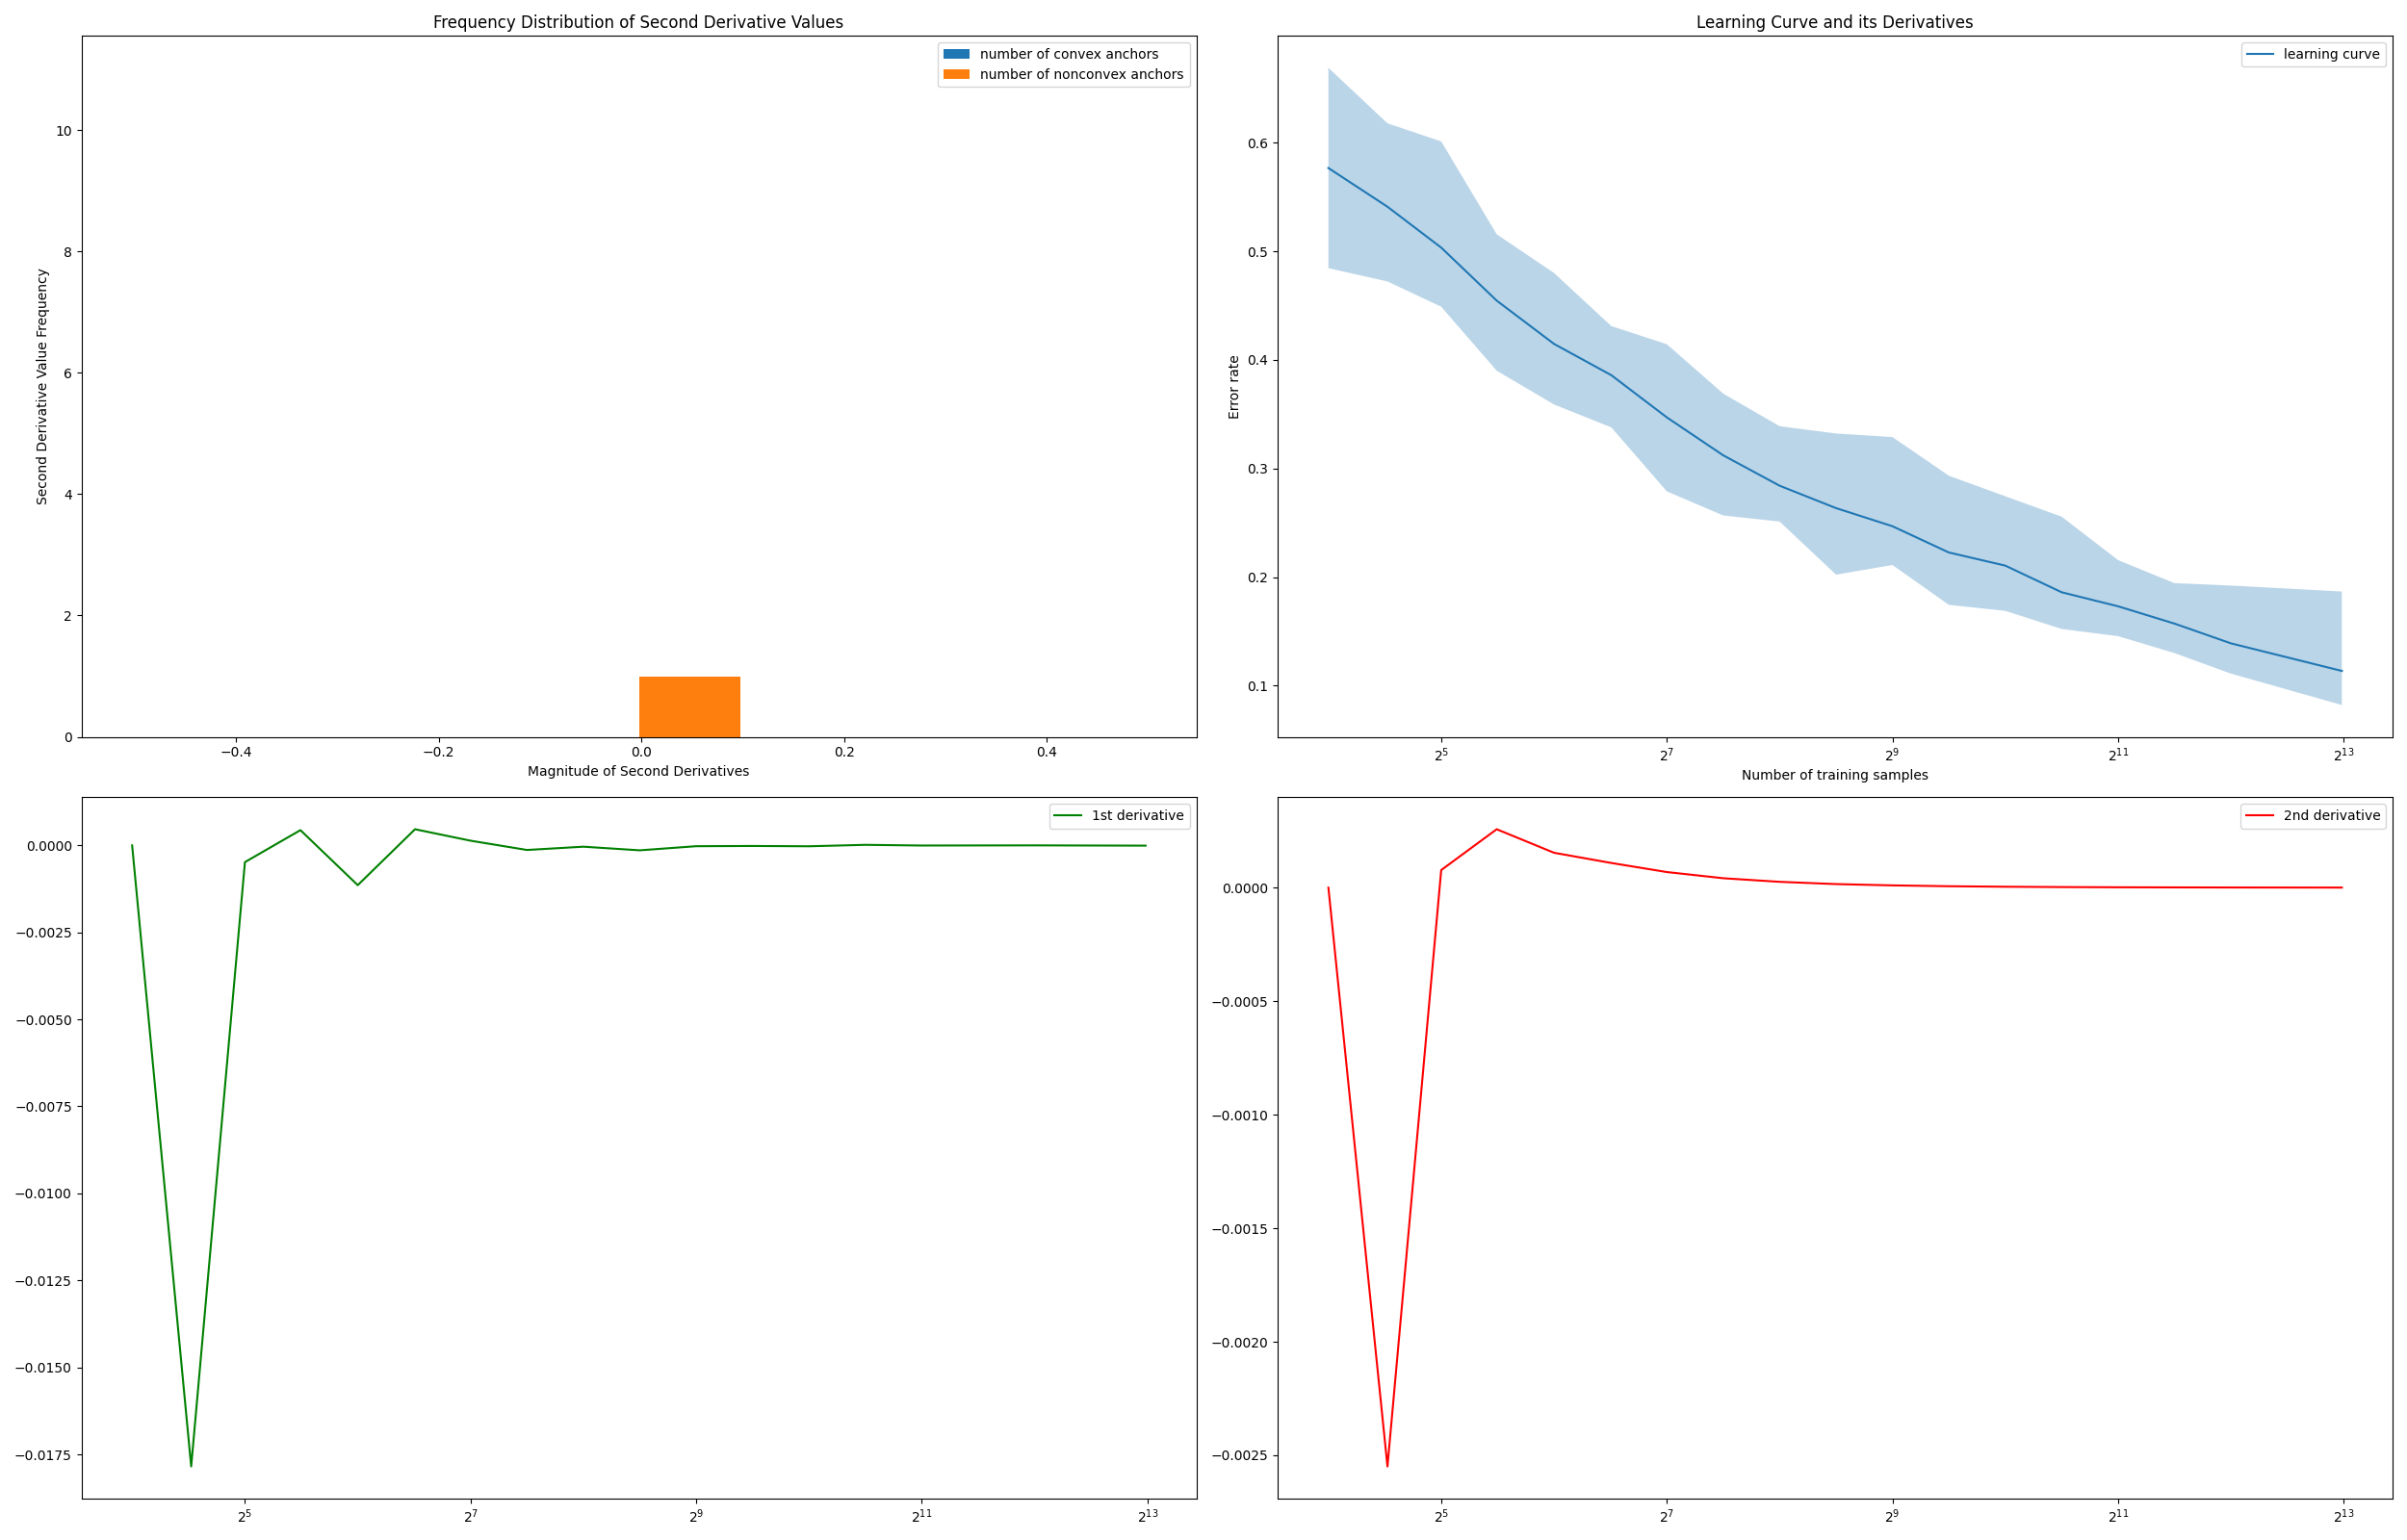 Frequency Distribution of Second Derivative Values
number of convex anchors
number of nonconvex anchors
Second Derivative Value Frequency
10
8
6
4
2
0
−0.4 −0.2 0.0 0.2 0.4
Magnitude of Second Derivatives
Learning Curve and its Derivatives
learning curve
Error rate
0.6
0.5
0.4
0.3
0.2
0.1
2⁵ 2⁷ 2⁹ 2¹¹ 2¹³
Number of training samples
1st derivative
0.0000
−0.0025
−0.0050
−0.0075
−0.0100
−0.0125
−0.0150
−0.0175
2⁵ 2⁷ 2⁹ 2¹¹ 2¹³
2nd derivative
0.0000
−0.0005
−0.0010
−0.0015
−0.0020
−0.0025
2⁵ 2⁷ 2⁹ 2¹¹ 2¹³